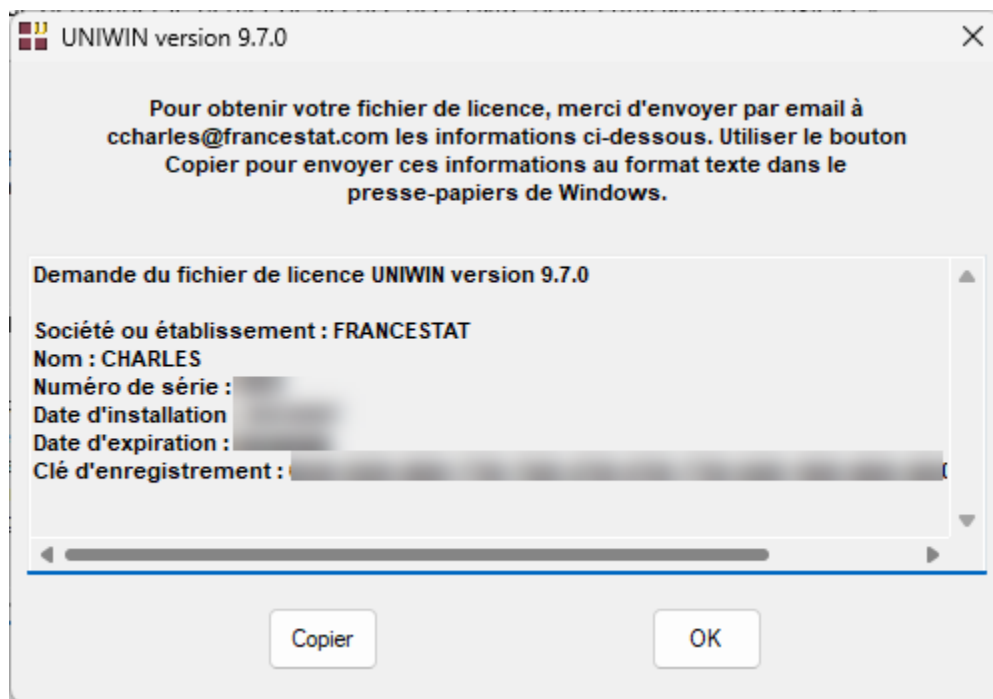 UNIWIN version 9.7.0
Pour obtenir votre fichier de licence, merci d'envoyer par email à
ccharles@francestat.com les informations ci-dessous. Utiliser le bouton
Copier pour envoyer ces informations au format texte dans le
presse-papiers de Windows.
Demande du fichier de licence UNIWIN version 9.7.0
Société ou établissement : FRANCESTAT
Nom : CHARLES
Numéro de série :
Date d'installation
Date d'expiration :
Clé d'enregistrement :
Copier
OK